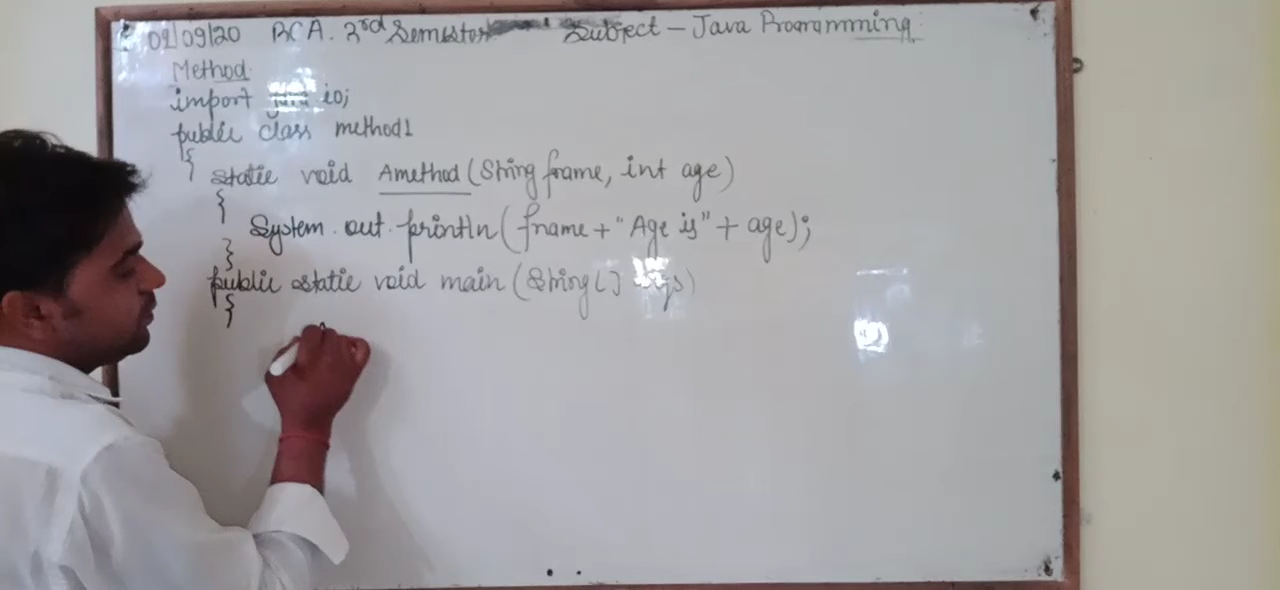 09/09/20 BCA. 3rd Semester Subject - Java Programming
Method
import java io;
public class method1
{ static void Amethod (String fname, int age)
{
System. out. println (fname + "Age is" + age);
}
public static void main (String [] args)
{